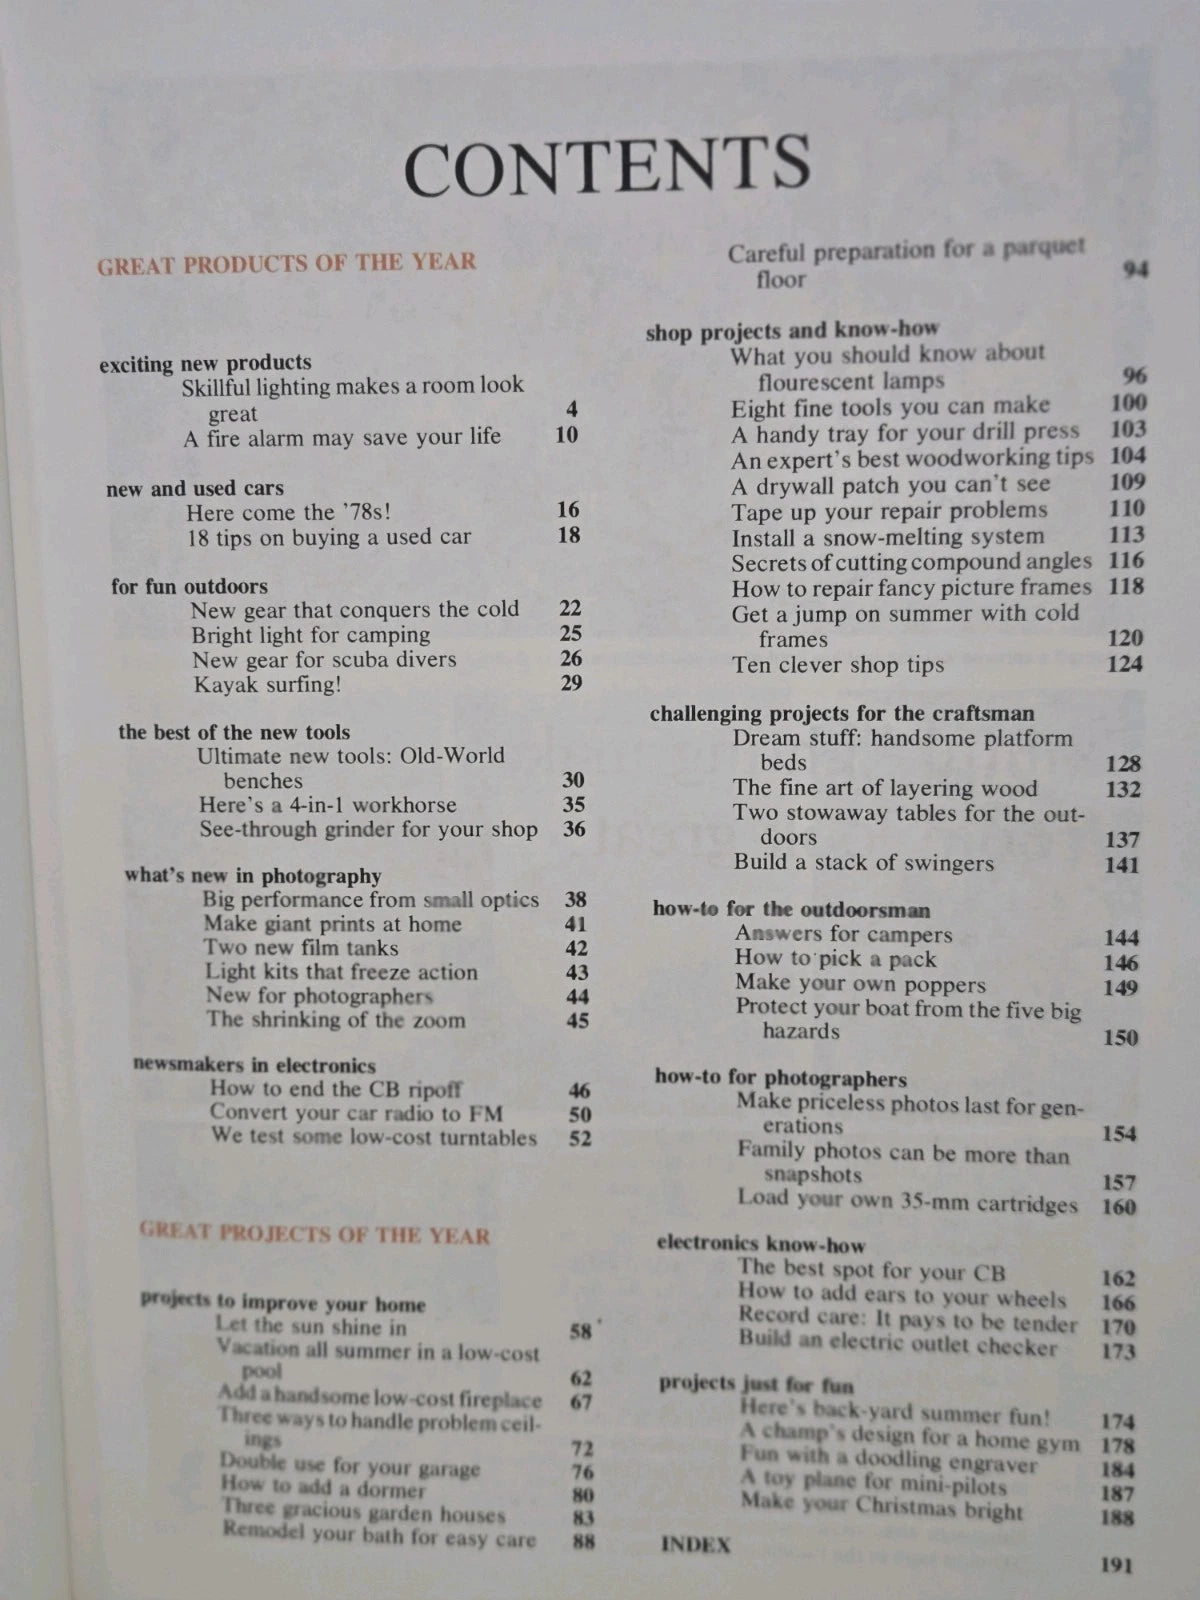 CONTENTS
GREAT PRODUCTS OF THE YEAR
exciting new products
Skillful lighting makes a room look
great 4
A fire alarm may save your life 10
new and used cars
Here come the '78s! 16
18 tips on buying a used car 18
for fun outdoors
New gear that conquers the cold 22
Bright light for camping 25
New gear for scuba divers 26
Kayak surfing! 29
the best of the new tools
Ultimate new tools: Old-World
benches 30
Here's a 4-in-1 workhorse 35
See-through grinder for your shop 36
what's new in photography
Big performance from small optics 38
Make giant prints at home 41
Two new film tanks 42
Light kits that freeze action 43
New for photographers 44
The shrinking of the zoom 45
newsmakers in electronics
How to end the CB ripoff 46
Convert your car radio to FM 50
We test some low-cost turntables 52
GREAT PROJECTS OF THE YEAR
projects to improve your home
Let the sun shine in 58
Vacation all summer in a low-cost
pool 62
Add a handsome low-cost fireplace 67
Three ways to handle problem ceil-
ings 72
Double use for your garage 76
How to add a dormer 80
Three gracious garden houses 83
Remodel your bath for easy care 88
Careful preparation for a parquet
floor 94
shop projects and know-how
What you should know about
flourescent lamps 96
Eight fine tools you can make 100
A handy tray for your drill press 103
An expert's best woodworking tips 104
A drywall patch you can't see 109
Tape up your repair problems 110
Install a snow-melting system 113
Secrets of cutting compound angles 116
How to repair fancy picture frames 118
Get a jump on summer with cold
frames 120
Ten clever shop tips 124
challenging projects for the craftsman
Dream stuff: handsome platform
beds 128
The fine art of layering wood 132
Two stowaway tables for the out-
doors 137
Build a stack of swingers 141
how-to for the outdoorsman
Answers for campers 144
How to pick a pack 146
Make your own poppers 149
Protect your boat from the five big
hazards 150
how-to for photographers
Make priceless photos last for gen-
erations 154
Family photos can be more than
snapshots 157
Load your own 35-mm cartridges 160
electronics know-how
The best spot for your CB 162
How to add ears to your wheels 166
Record care: It pays to be tender 170
Build an electric outlet checker 173
projects just for fun
Here's back-yard summer fun! 174
A champ's design for a home gym 178
Fun with a doodling engraver 184
A toy plane for mini-pilots 187
Make your Christmas bright 188
INDEX 191